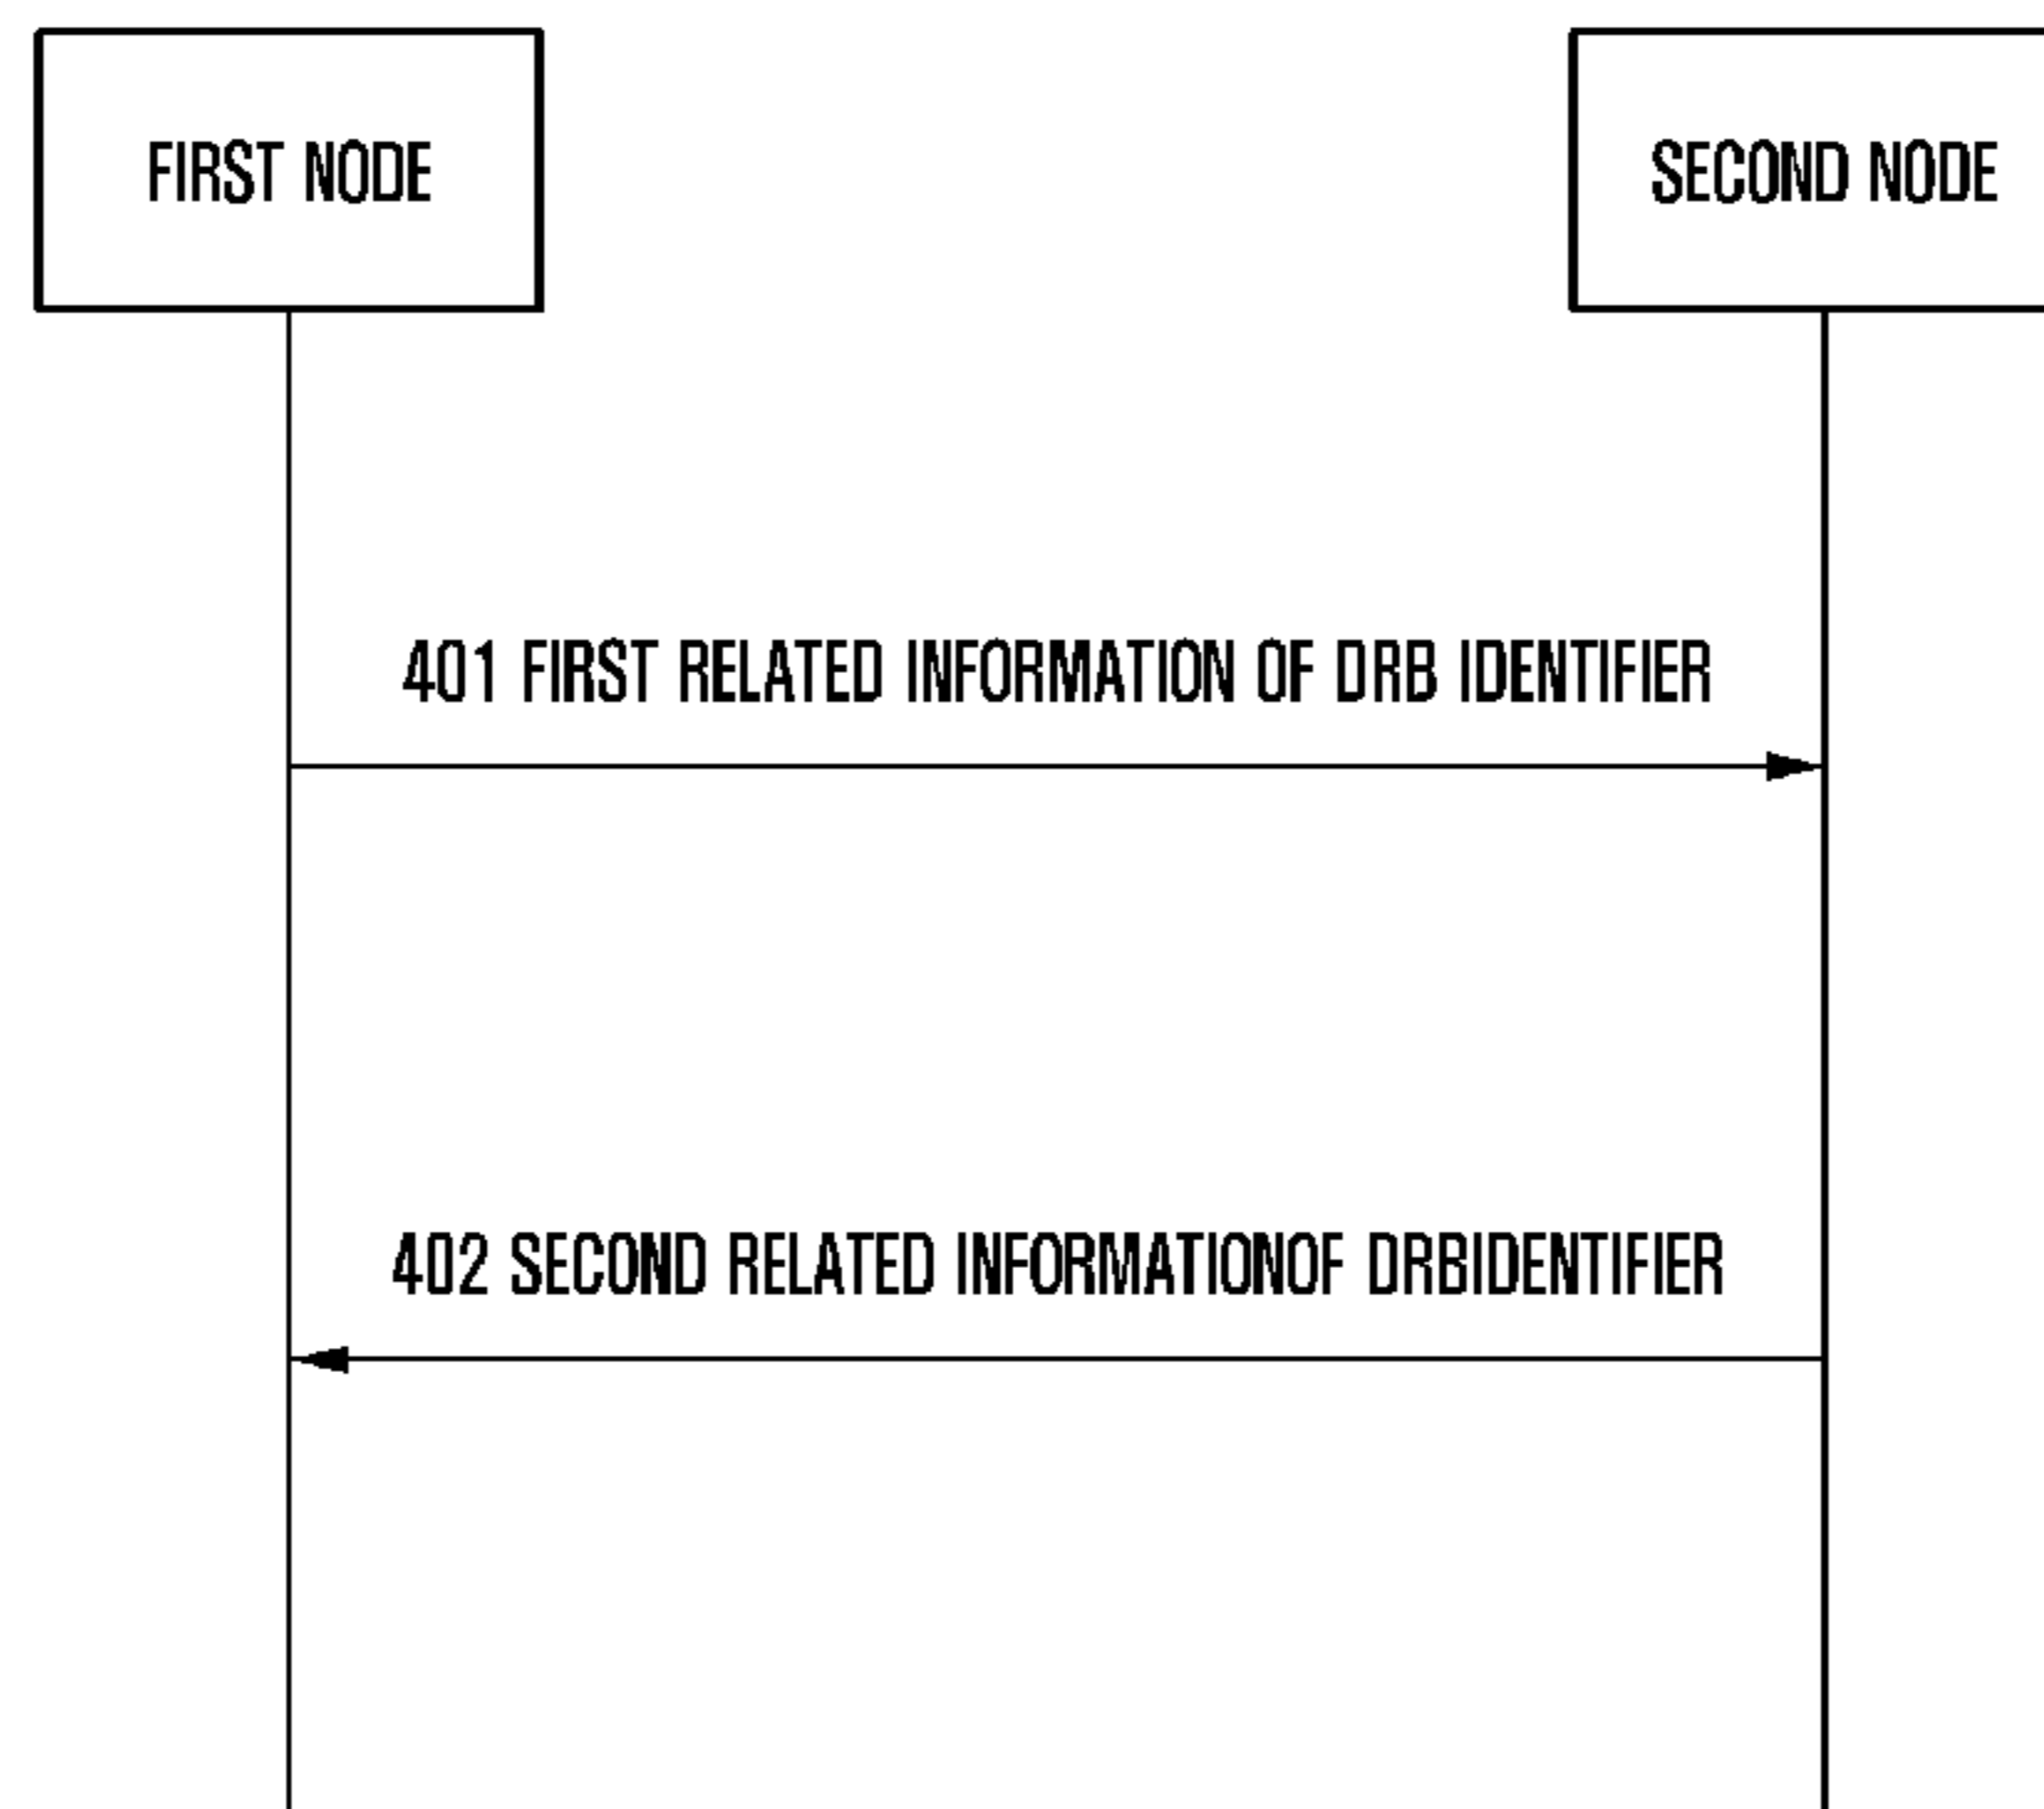 FIRST NODE
SECOND NODE
401 FIRST RELATED INFORMATION OF DRB IDENTIFIER
402 SECOND RELATED INFORMATIONOF DRBIDENTIFIER